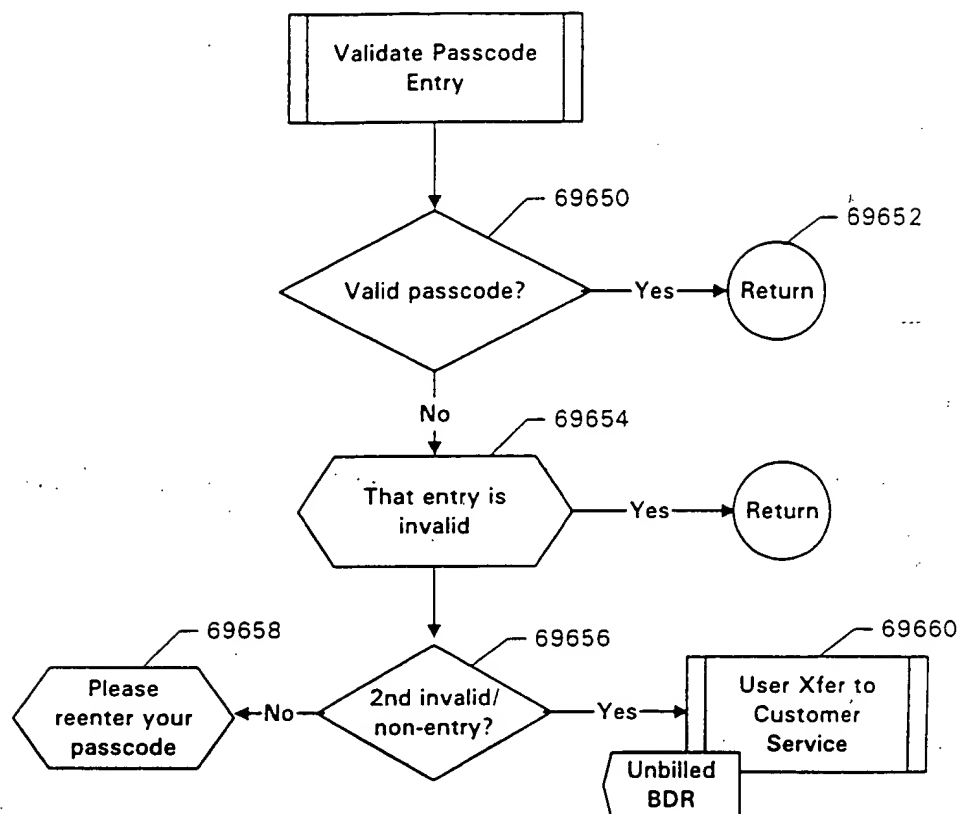 Validate Passcode
Entry
69650
69652
Valid passcode?
Yes
Return
No
69654
That entry is
invalid
Yes
Return
69658
69656
69660
Please
reenter your
passcode
No
2nd invalid/
non-entry?
Yes
User Xfer to
Customer
Service
Unbilled
BDR